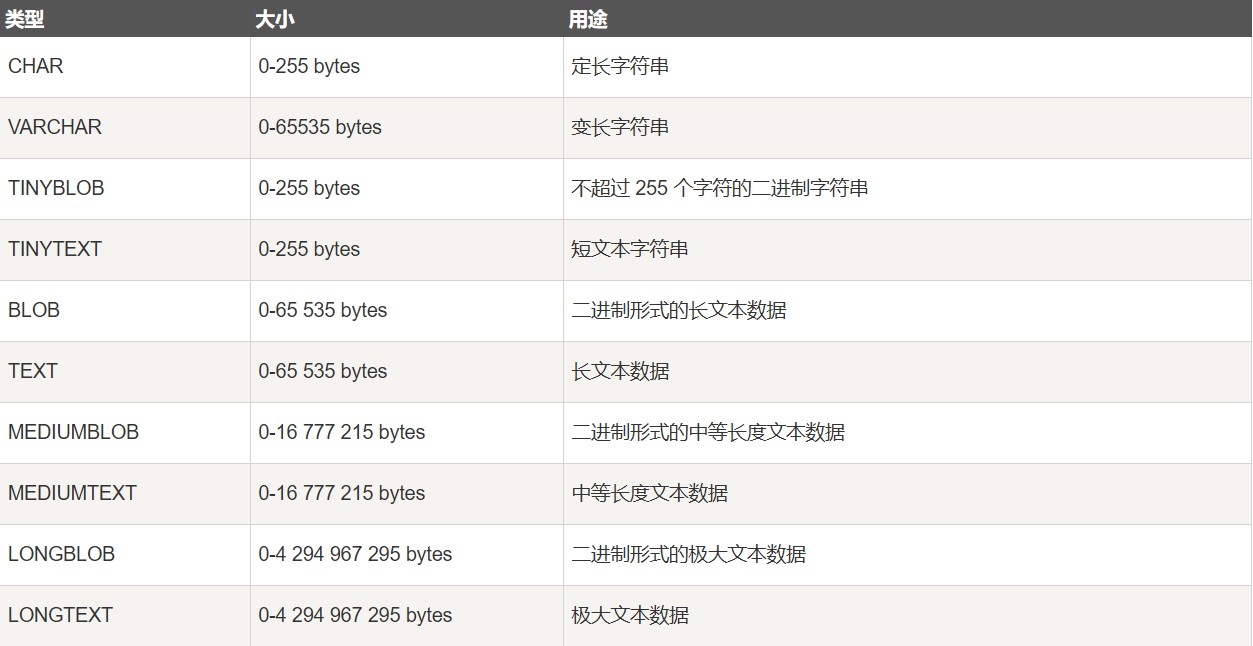 类型 大小 用途
CHAR 0-255 bytes 定长字符串
VARCHAR 0-65535 bytes 变长字符串
TINYBLOB 0-255 bytes 不超过 255 个字符的二进制字符串
TINYTEXT 0-255 bytes 短文本字符串
BLOB 0-65 535 bytes 二进制形式的长文本数据
TEXT 0-65 535 bytes 长文本数据
MEDIUMBLOB 0-16 777 215 bytes 二进制形式的中等长度文本数据
MEDIUMTEXT 0-16 777 215 bytes 中等长度文本数据
LONGBLOB 0-4 294 967 295 bytes 二进制形式的极大文本数据
LONGTEXT 0-4 294 967 295 bytes 极大文本数据